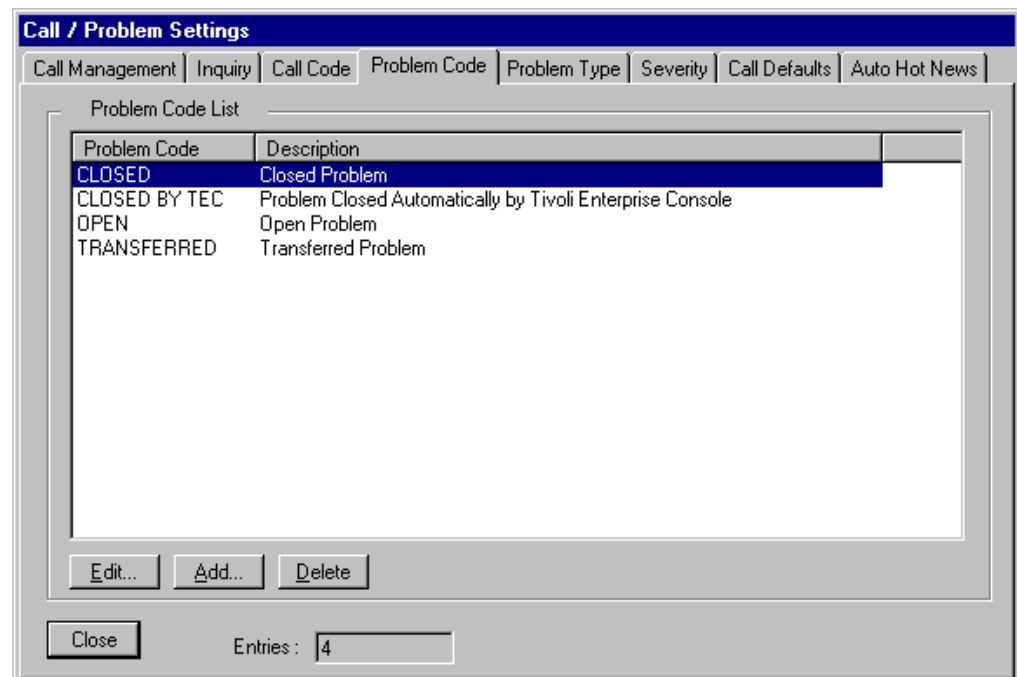 Call / Problem Settings
Call Management Inquiry Call Code Problem Code Problem Type Severity Call Defaults Auto Hot News
Problem Code List
Problem Code Description
CLOSED Closed Problem
CLOSED BY TEC Problem Closed Automatically by Tivoli Enterprise Console
OPEN Open Problem
TRANSFERRED Transferred Problem
Edit... Add... Delete
Close Entries : 4